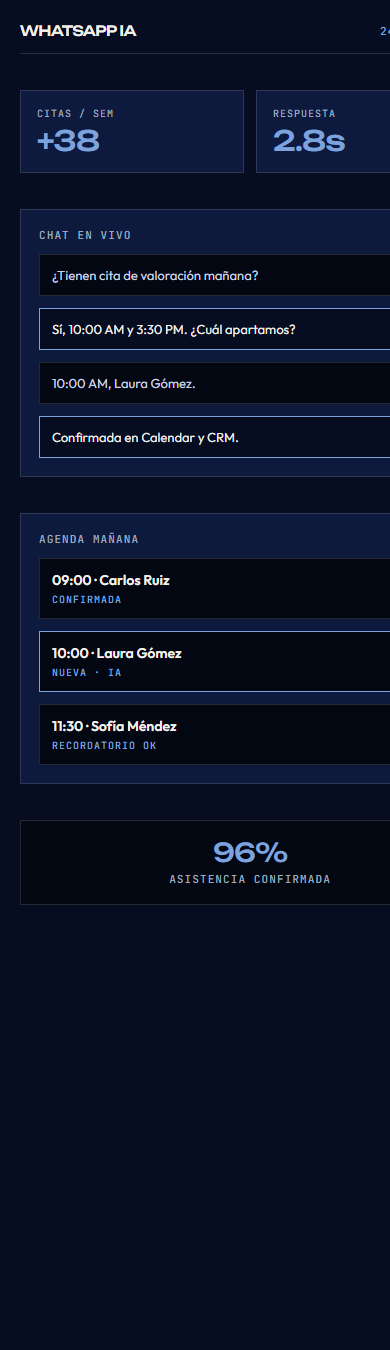 WHATSAPP IA
CITAS / SEM
+38
RESPUESTA
2.8s
CHAT EN VIVO
¿Tienen cita de valoración mañana?
Sí, 10:00 AM y 3:30 PM. ¿Cuál apartamos?
10:00 AM, Laura Gómez.
Confirmada en Calendar y CRM.
AGENDA MAÑANA
09:00 · Carlos Ruiz
CONFIRMADA
10:00 · Laura Gómez
NUEVA · IA
11:30 · Sofía Méndez
RECORDATORIO OK
96%
ASISTENCIA CONFIRMADA